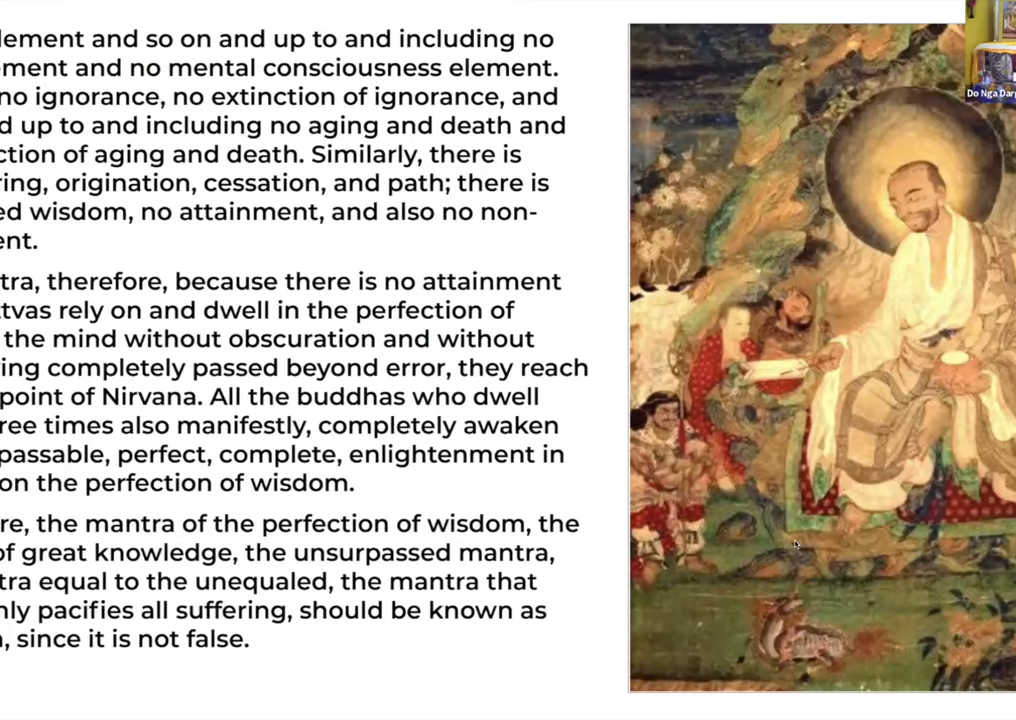 lement and so on and up to and including no
ement and no mental consciousness element.
no ignorance, no extinction of ignorance, and
d up to and including no aging and death and
ction of aging and death. Similarly, there is
ring, origination, cessation, and path; there is
ed wisdom, no attainment, and also no non-
ent.
tra, therefore, because there is no attainment
ttvas rely on and dwell in the perfection of
the mind without obscuration and without
ing completely passed beyond error, they reach
point of Nirvana. All the buddhas who dwell
ree times also manifestly, completely awaken
passable, perfect, complete, enlightenment in
on the perfection of wisdom.
re, the mantra of the perfection of wisdom, the
of great knowledge, the unsurpassed mantra,
tra equal to the unequaled, the mantra that
hly pacifies all suffering, should be known as
, since it is not false.
Do Nga Darg